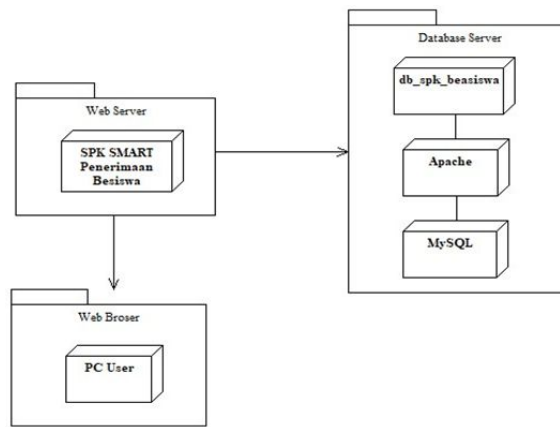 Database Server
db_spk_beasiswa
Web Server
SPK SMART
Penerimaan
Besiswa
Apache
MySQL
Web Broser
PC User